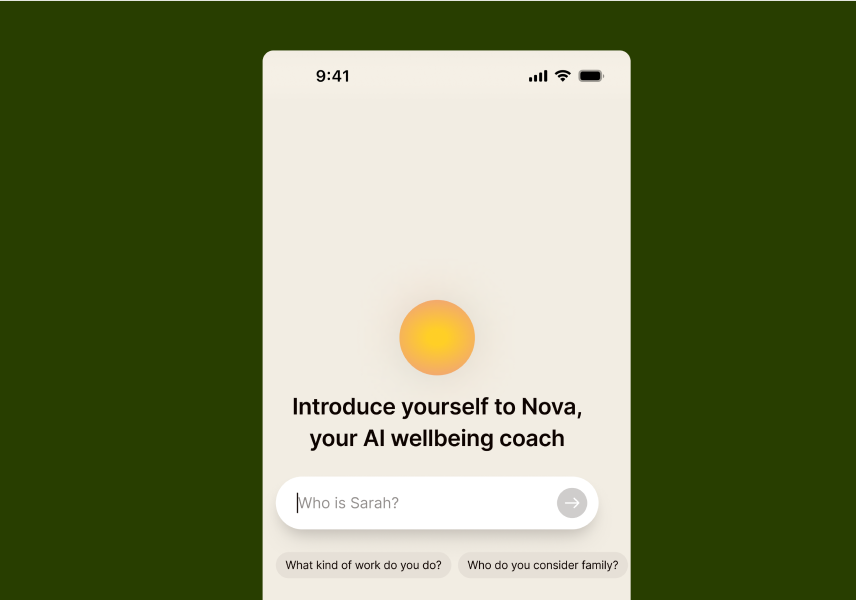 9:41
Introduce yourself to Nova,
your AI wellbeing coach
Who is Sarah?
What kind of work do you do? Who do you consider family?